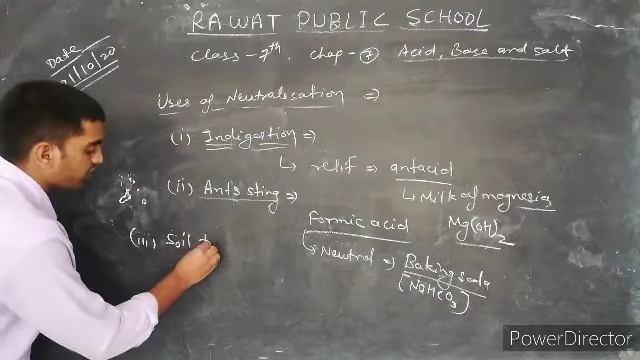 RAWAT PUBLIC SCHOOL
Date
21/10/20
Class - 7th. Chap - 7 Acid, Base and salt
Uses of Neutralisation ⇒
(i) Indigestion ⇒
↳ relif ⇒ antacid
↳ Milk of magnesia
Mg(OH)2
(ii) Ant's sting ⇒
Formic acid
↳ Neutral ⇒ Baking soda
(NaHCO3)
(iii) Soil
PowerDirector